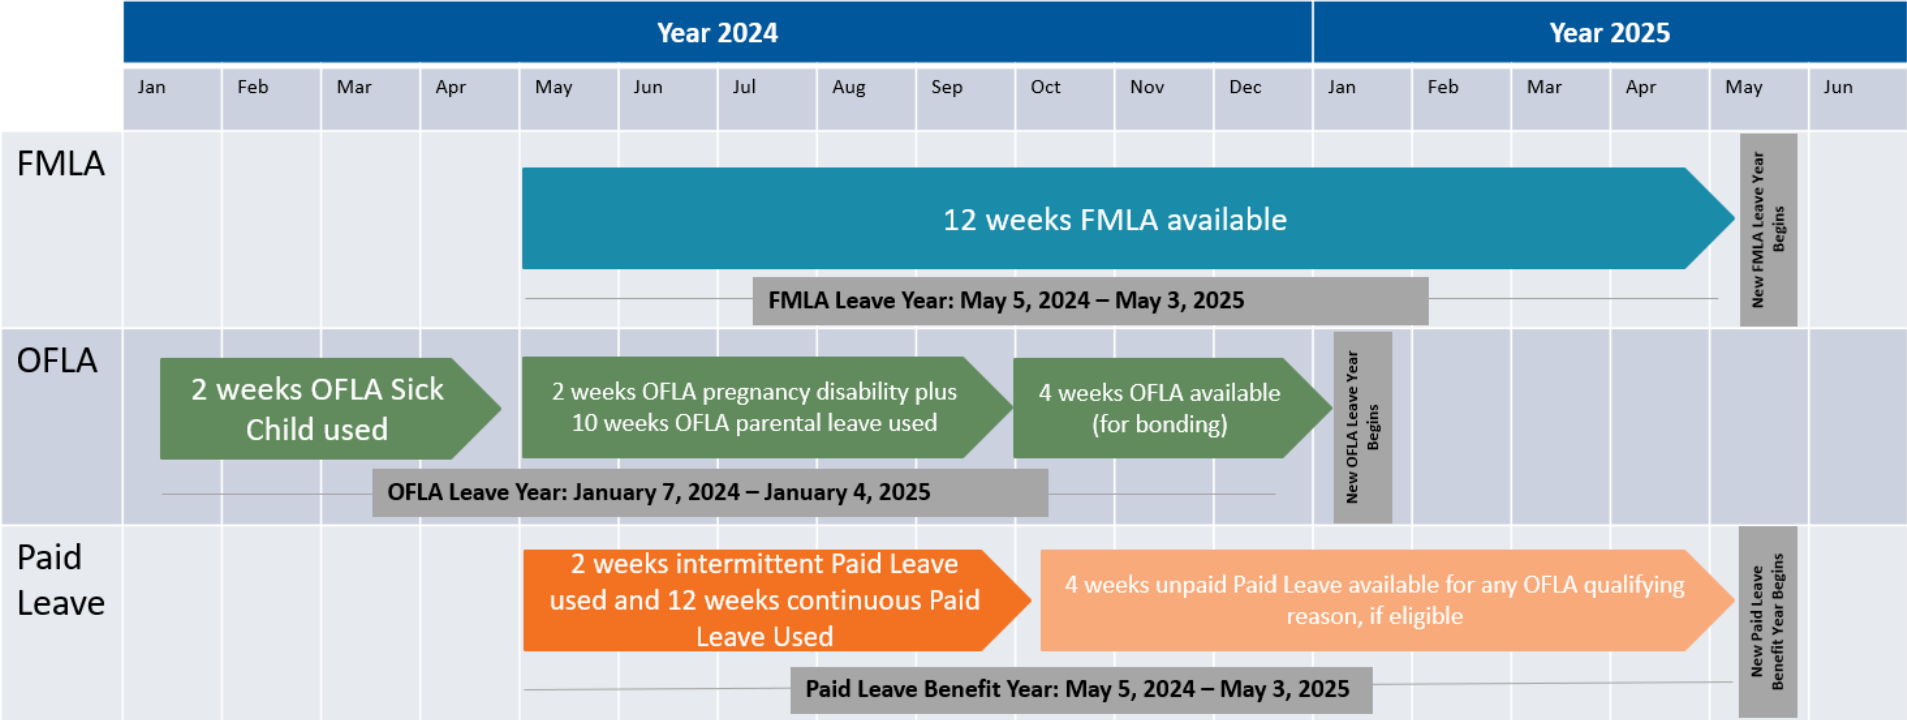 Year 2024
Year 2025
Jan
Feb
Mar
Apr
May
Jun
Jul
Aug
Sep
Oct
Nov
Dec
Jan
Feb
Mar
Apr
May
Jun
FMLA
12 weeks FMLA available
FMLA Leave Year: May 5, 2024 – May 3, 2025
New FMLA Leave Year
Begins
OFLA
2 weeks OFLA Sick
Child used
2 weeks OFLA pregnancy disability plus
10 weeks OFLA parental leave used
4 weeks OFLA available
(for bonding)
OFLA Leave Year: January 7, 2024 – January 4, 2025
New OFLA Leave Year
Begins
Paid
Leave
2 weeks intermittent Paid Leave
used and 12 weeks continuous Paid
Leave Used
4 weeks unpaid Paid Leave available for any OFLA qualifying
reason, if eligible
Paid Leave Benefit Year: May 5, 2024 – May 3, 2025
New Paid Leave
Benefit Year Begins